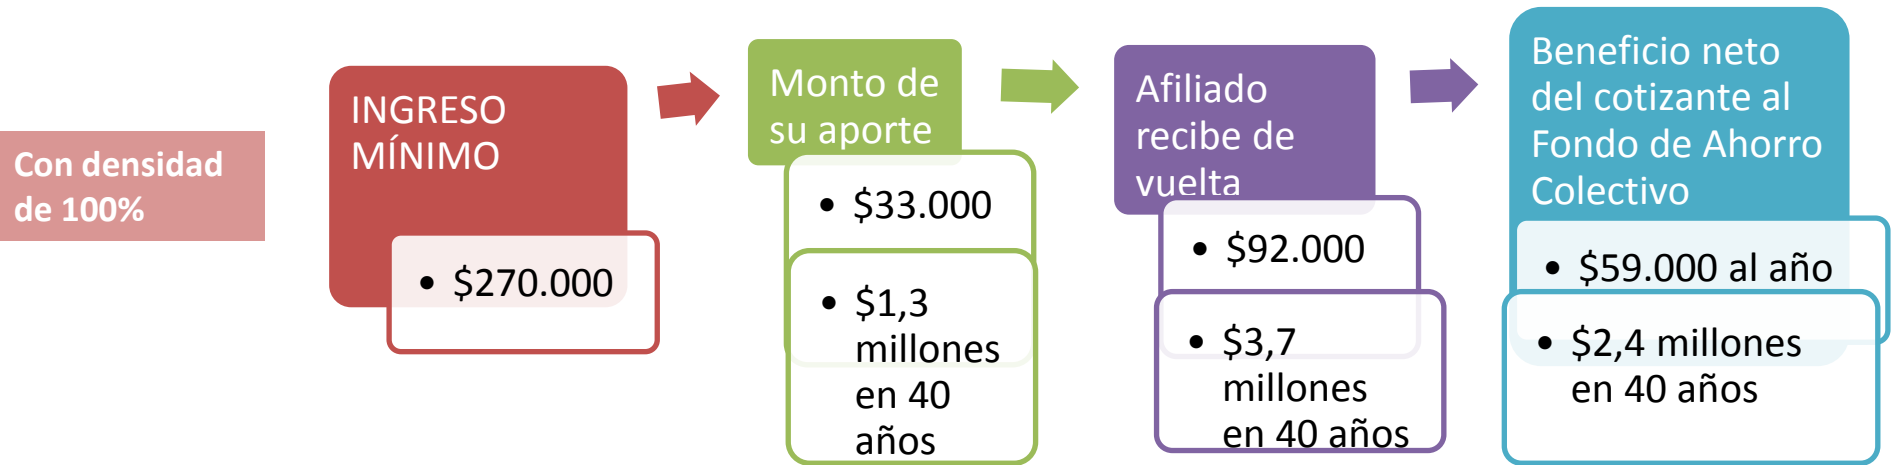 Con densidad
de 100%
INGRESO
MÍNIMO
• $270.000
Monto de
su aporte
• $33.000
• $1,3
millones
en 40
años
Afiliado
recibe de
vuelta
• $92.000
• $3,7
millones
en 40 años
Beneficio neto
del cotizante al
Fondo de Ahorro
Colectivo
• $59.000 al año
• $2,4 millones
en 40 años